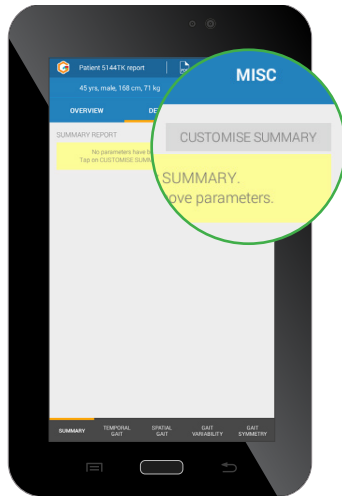 Patient 5144TK report
45 yrs, male, 168 cm, 71 kg
MISC
OVERVIEW
DE
SUMMARY REPORT
CUSTOMISE SUMMARY
No parameters have b
Tap on CUSTOMISE SUMM
SUMMARY.
ove parameters.
SUMMARY
TEMPORAL
GAIT
SPATIAL
GAIT
GAIT
VARIABILITY
GAIT
SYMMETRY